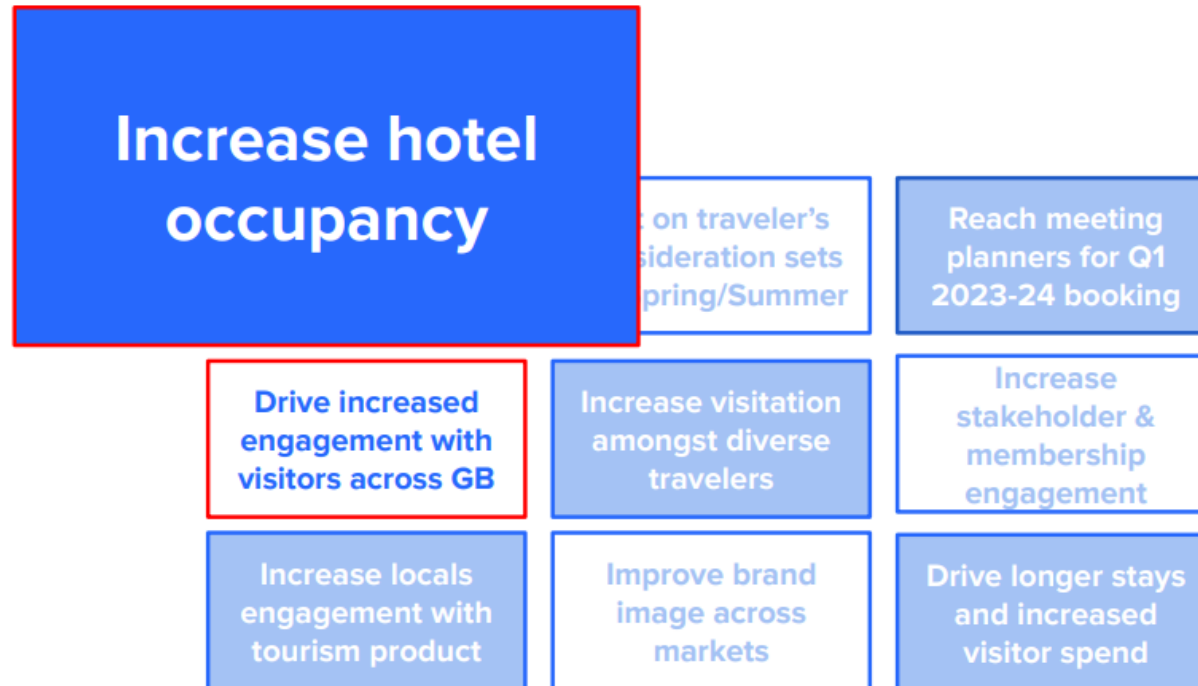 Increase hotel
occupancy
on traveler's
sets
Summer
Reach meeting
planners for Q1
2023-24 booking
Drive increased
engagement with
visitors across GB
Increase visitation
amongst diverse
travelers
Increase
stakeholder &
membership
engagement
Increase locals
engagement with
tourism product
Improve brand
image across
markets
Drive longer stays
and increased
visitor spend